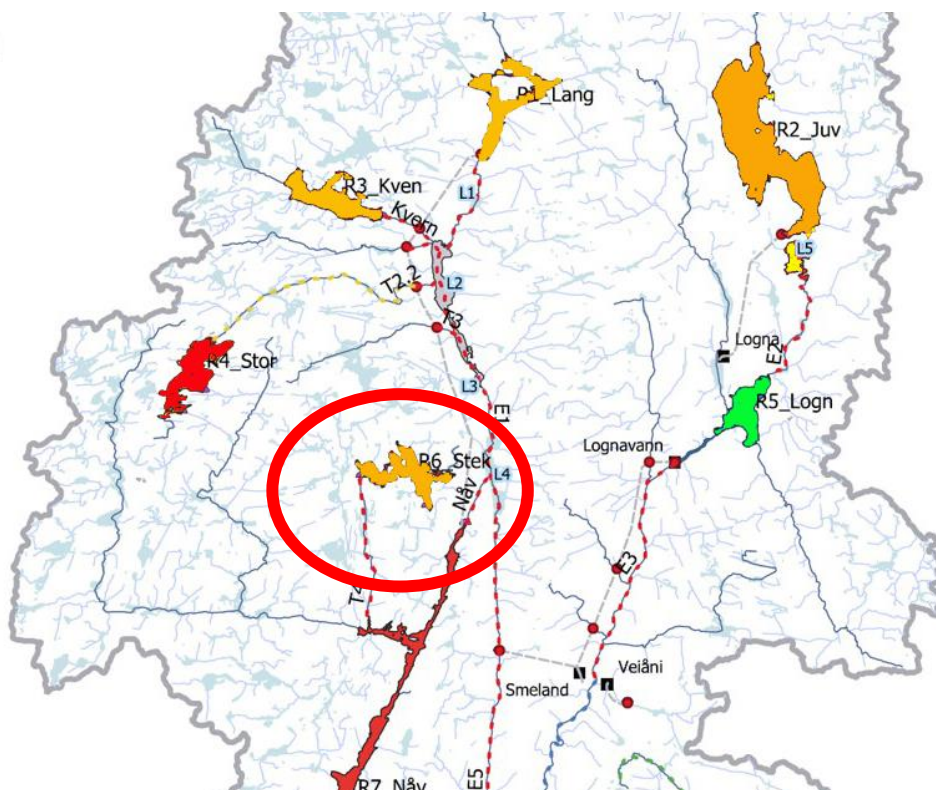 R1_Lang
R2_Juv
R3_Kven
L1
Kvern
L5
L2
T2.2
T3
Logna
E2
R4_Stor
L3
R5_Logn
E1
Lognavann
R6_Stek
L4
Nåv
E3
T4
Smeland
Veiåni
E5
R7_Nåv